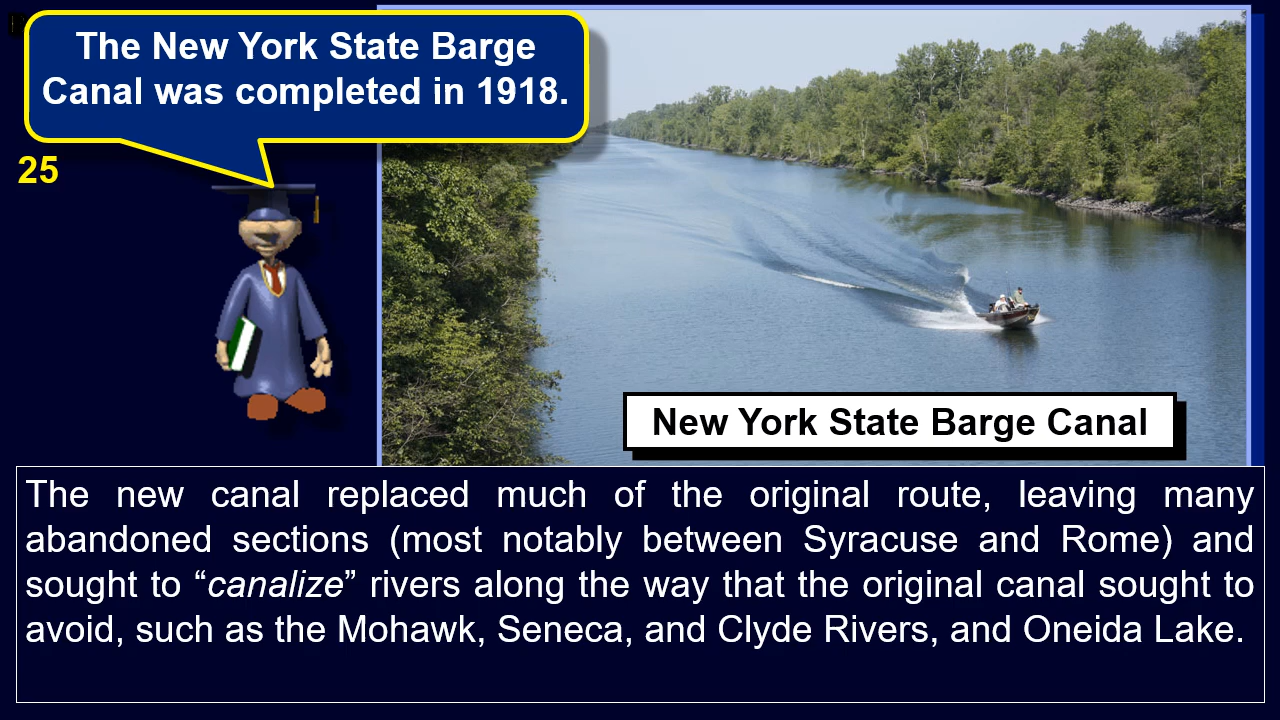 The New York State Barge
Canal was completed in 1918.
25
New York State Barge Canal
The new canal replaced much of the original route, leaving many
abandoned sections (most notably between Syracuse and Rome) and
sought to “canalize” rivers along the way that the original canal sought to
avoid, such as the Mohawk, Seneca, and Clyde Rivers, and Oneida Lake.